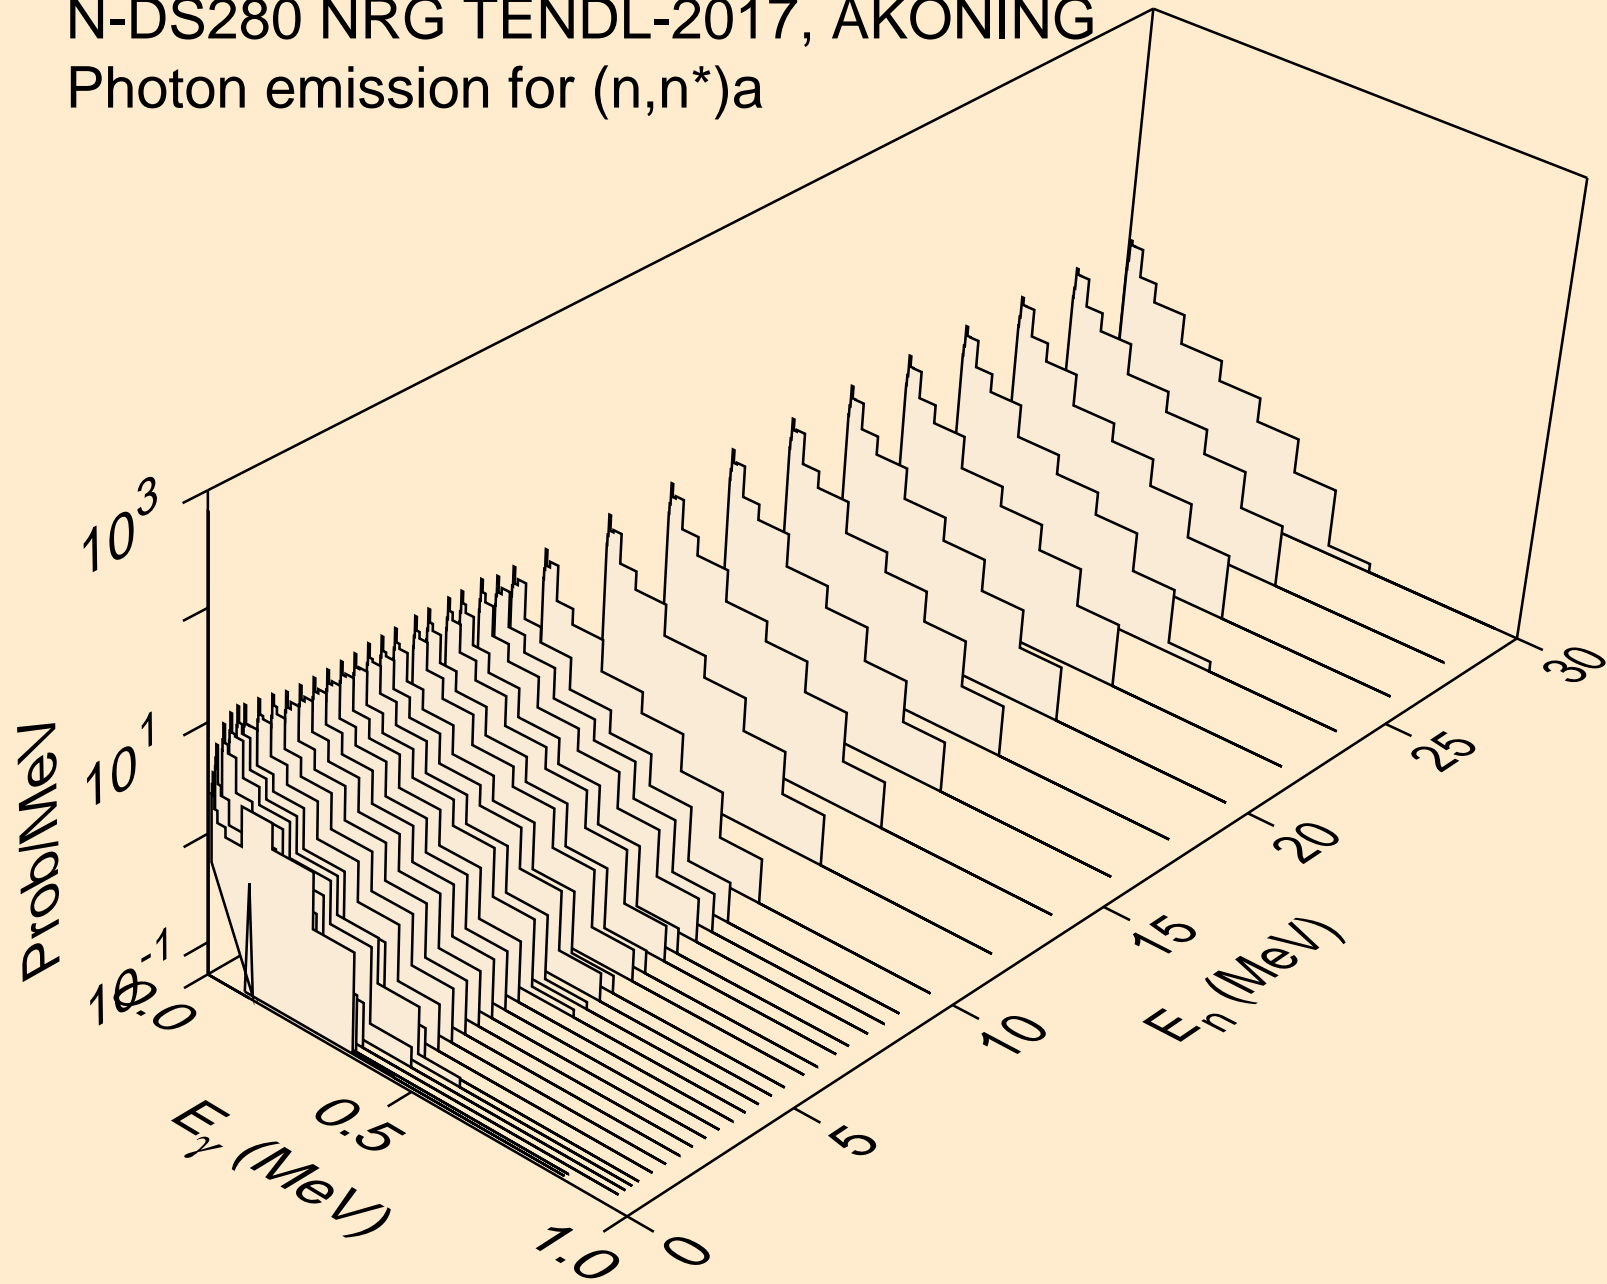 N-DS280 NRG TENDL-2017, AKONING
Photon emission for (n,n*)a
10³
10¹
10⁻¹
Prob/MeV
0.0
0.5
1.0
Eγ (MeV)
0
5
10
15
20
25
30
Eₙ (MeV)